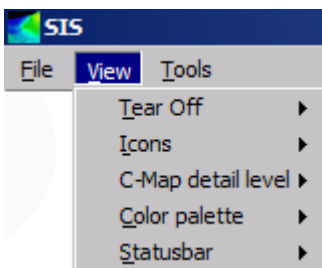 SIS
File View Tools
Tear Off
Icons
C-Map detail level
Color palette
Statusbar